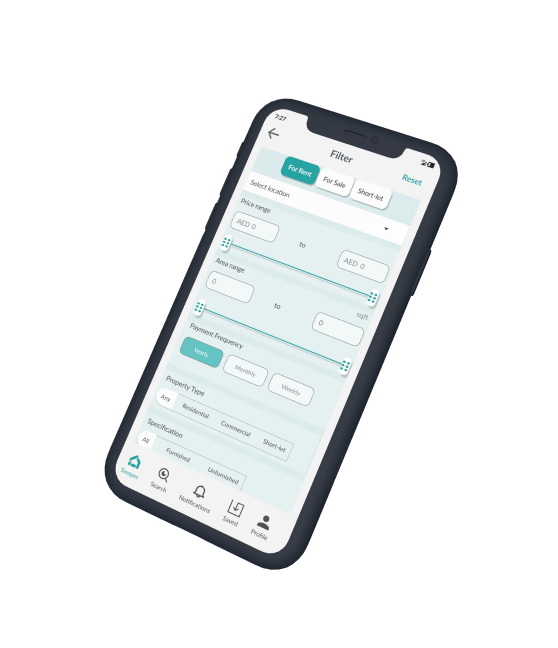 7:27
Filter
Reset
For Rent
For Sale
Short-let
Select location
Price range
AED 0
to
AED 0
Area range
sqft
0
to
0
Payment Frequency
Yearly
Monthly
Weekly
Property Type
Any
Residential
Commercial
Short-let
Specification
All
Furnished
Unfurnished
Swipes
Search
Notifications
Saved
Profile